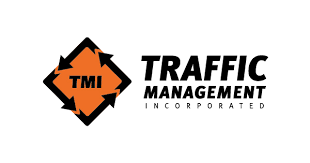 TMI
TRAFFIC
MANAGEMENT
INCORPORATED